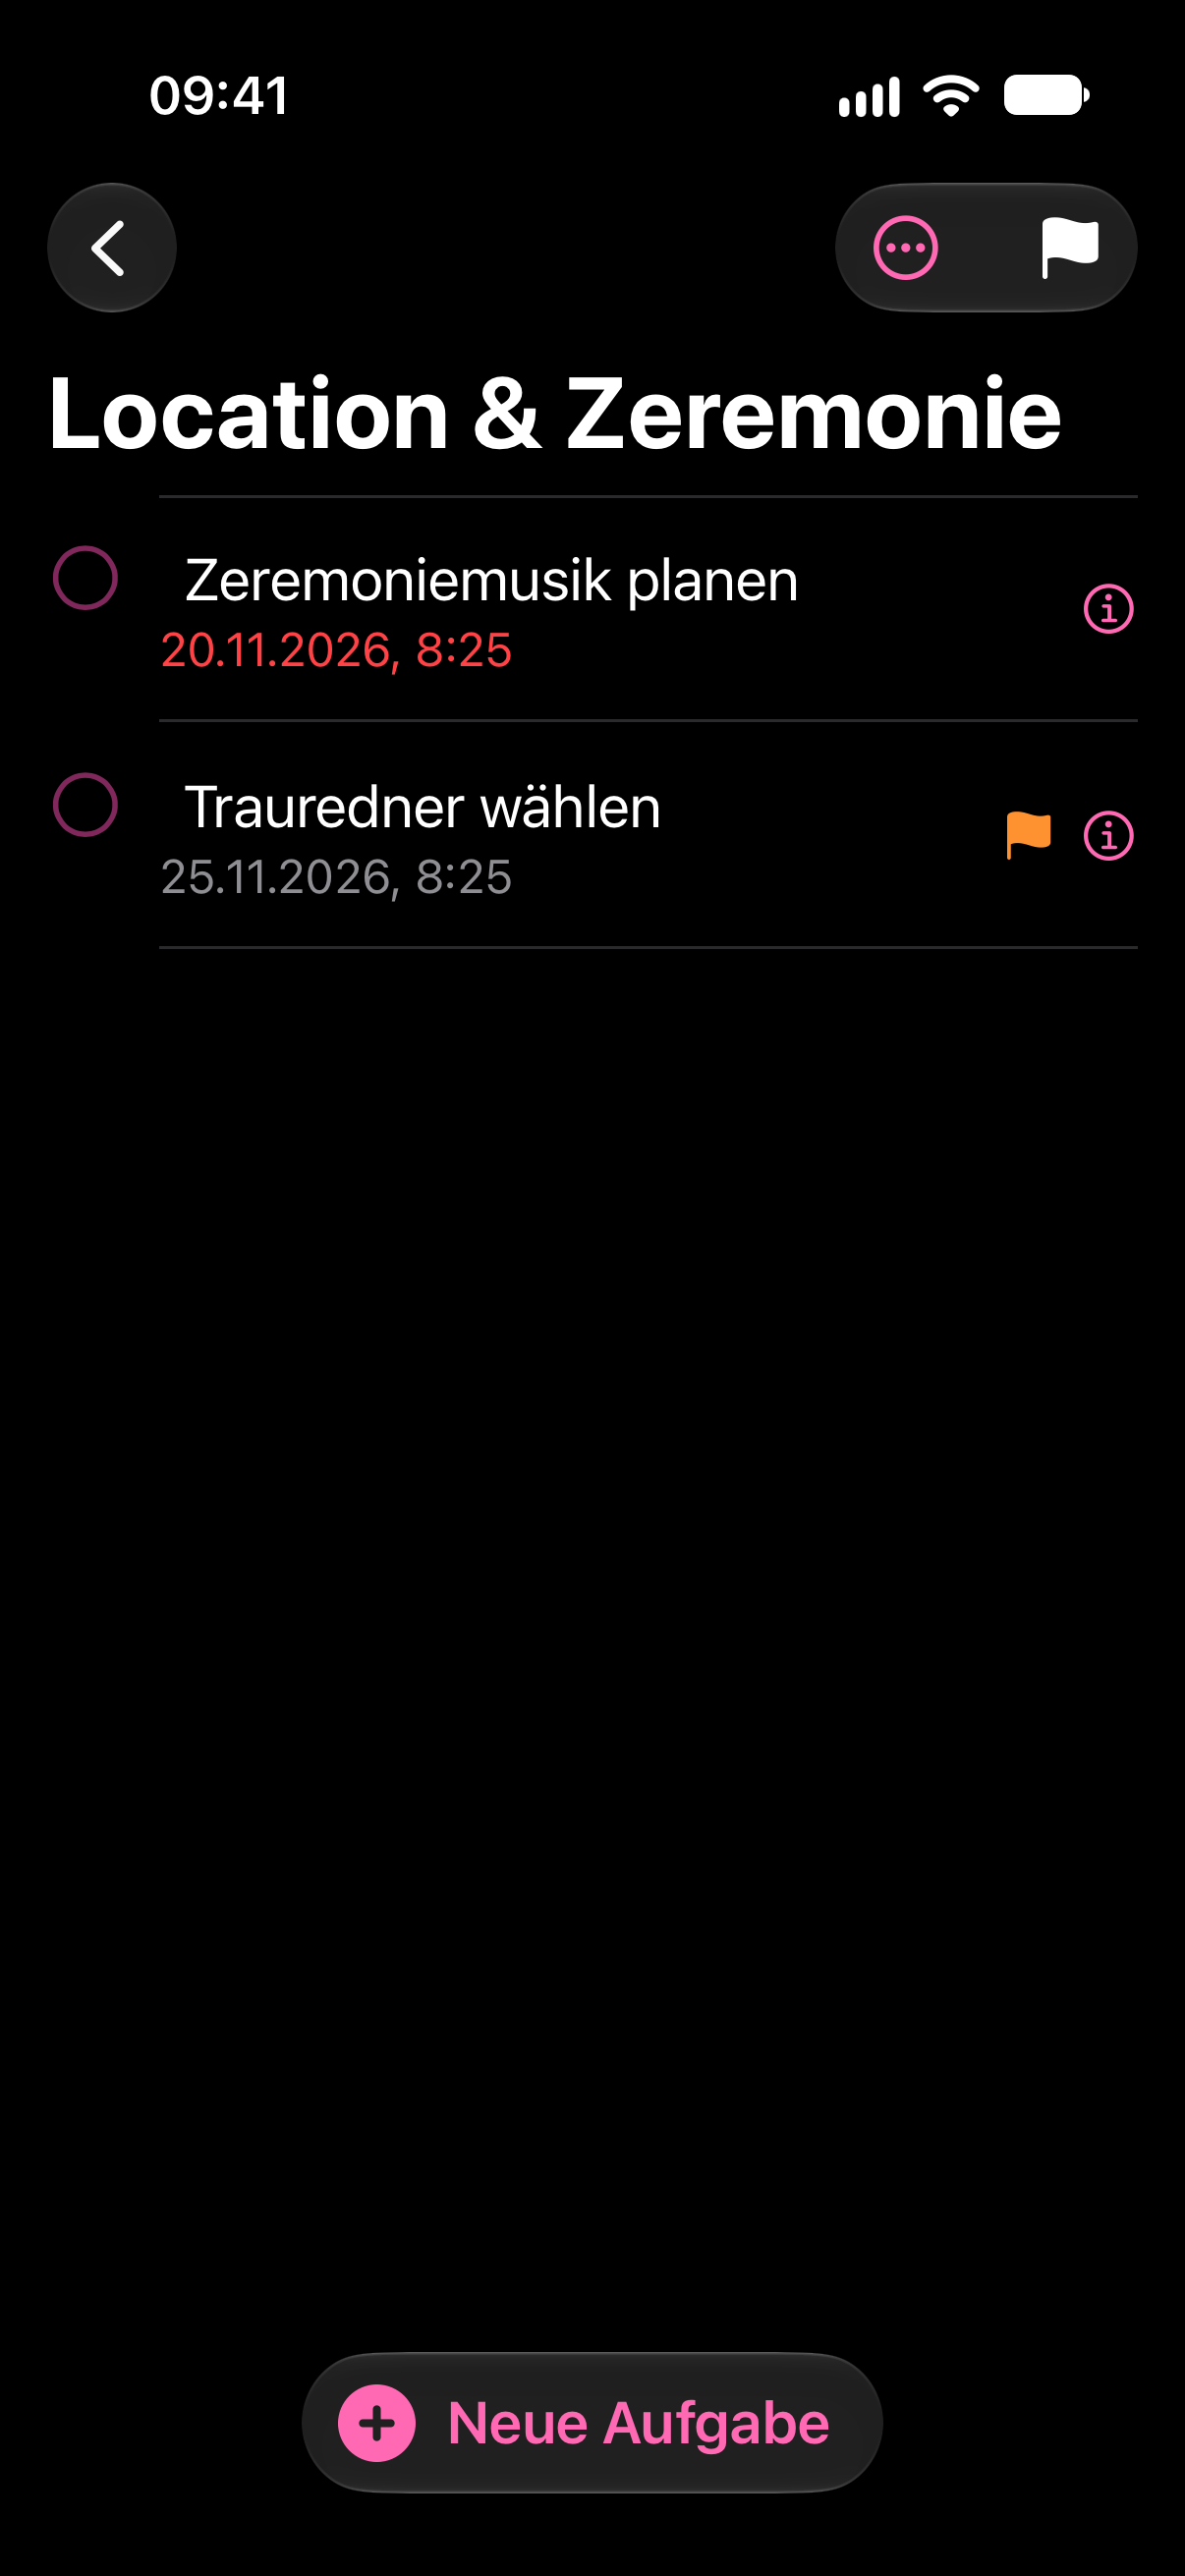 09:41
Location & Zeremonie
Zeremoniemusik planen
20.11.2026, 8:25
Trauredner wählen
25.11.2026, 8:25
Neue Aufgabe